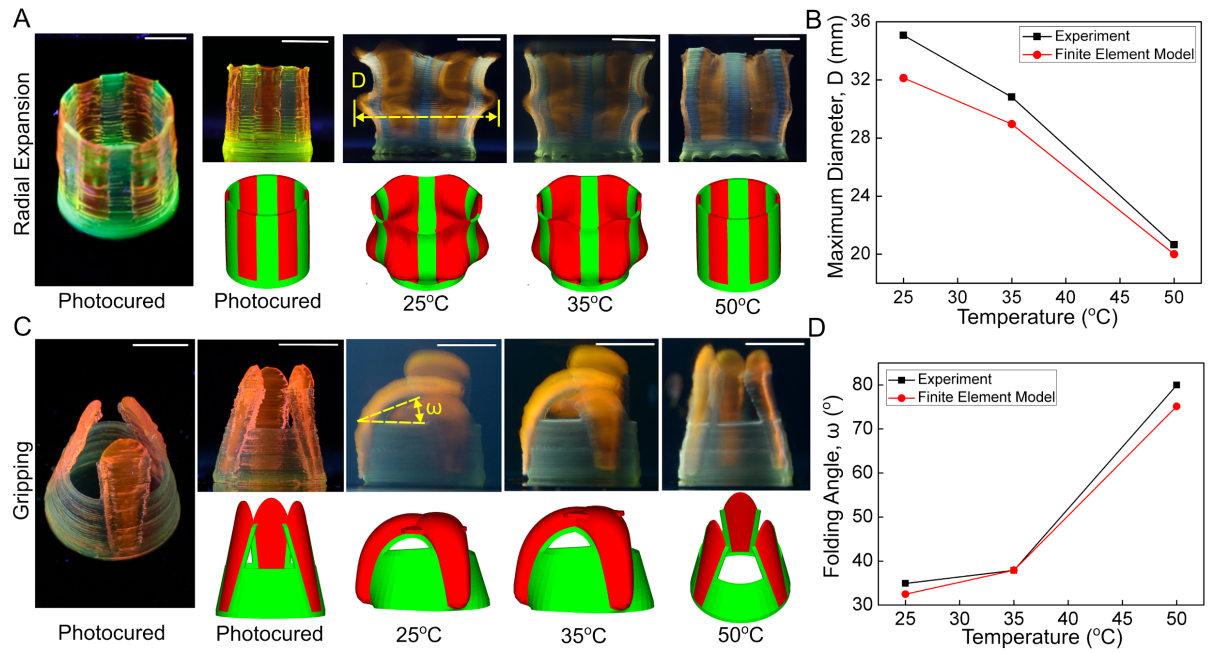 A
Radial Expansion
D
Photocured
Photocured
25°C
35°C
50°C
B
Maximum Diameter, D (mm)
36
32
28
24
20
Experiment
Finite Element Model
25 30 35 40 45 50
Temperature (°C)
C
Gripping
ω
Photocured
Photocured
25°C
35°C
50°C
D
Folding Angle, ω (°)
80
70
60
50
40
30
Experiment
Finite Element Model
25 30 35 40 45 50
Temperature (°C)